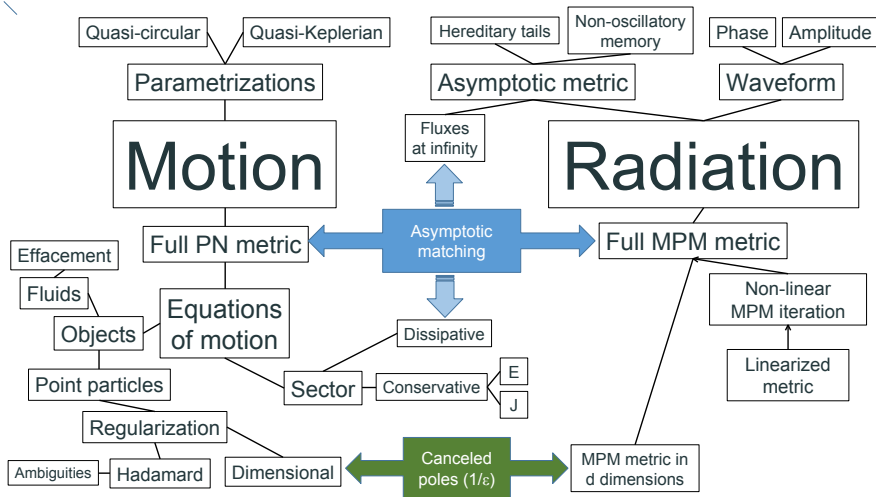 Quasi-circular
Quasi-Keplerian
Parametrizations
Hereditary tails
Non-oscillatory
memory
Asymptotic metric
Phase
Amplitude
Waveform
Fluxes
at infinity
Motion
Radiation
Full PN metric
Asymptotic
matching
Full MPM metric
Effacement
Fluids
Objects
Equations
of motion
Non-linear
MPM iteration
Dissipative
Linearized
metric
Point particles
Sector
Conservative
E
J
Regularization
Ambiguities
Hadamard
Dimensional
Canceled
poles (1/ε)
MPM metric in
d dimensions